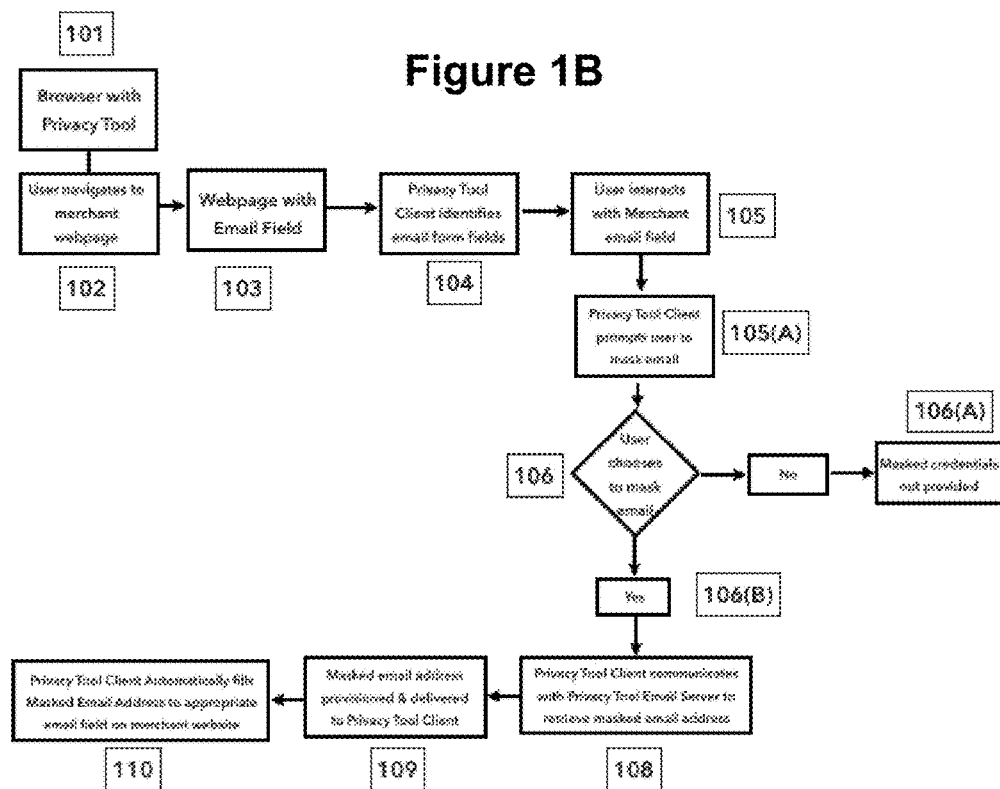 101
Figure 1B
Browser with
Privacy Tool
User navigates to
merchant
webpage
Webpage with
Email Field
Privacy Tool
Client identifies
email form fields
User interacts
with Merchant
email field
105
102
103
104
Privacy Tool Client
prompts user to
mask email
105(A)
106(A)
User
chooses
to mask
email
106
No
Masked credentials
not provided
Yes
106(B)
Privacy Tool Client Automatically fills
Masked Email Address to appropriate
email field on merchant website
Masked email address
provisioned & delivered
to Privacy Tool Client
Privacy Tool Client communicates
with Privacy Tool Email Server to
retrieve masked email address
110
109
108